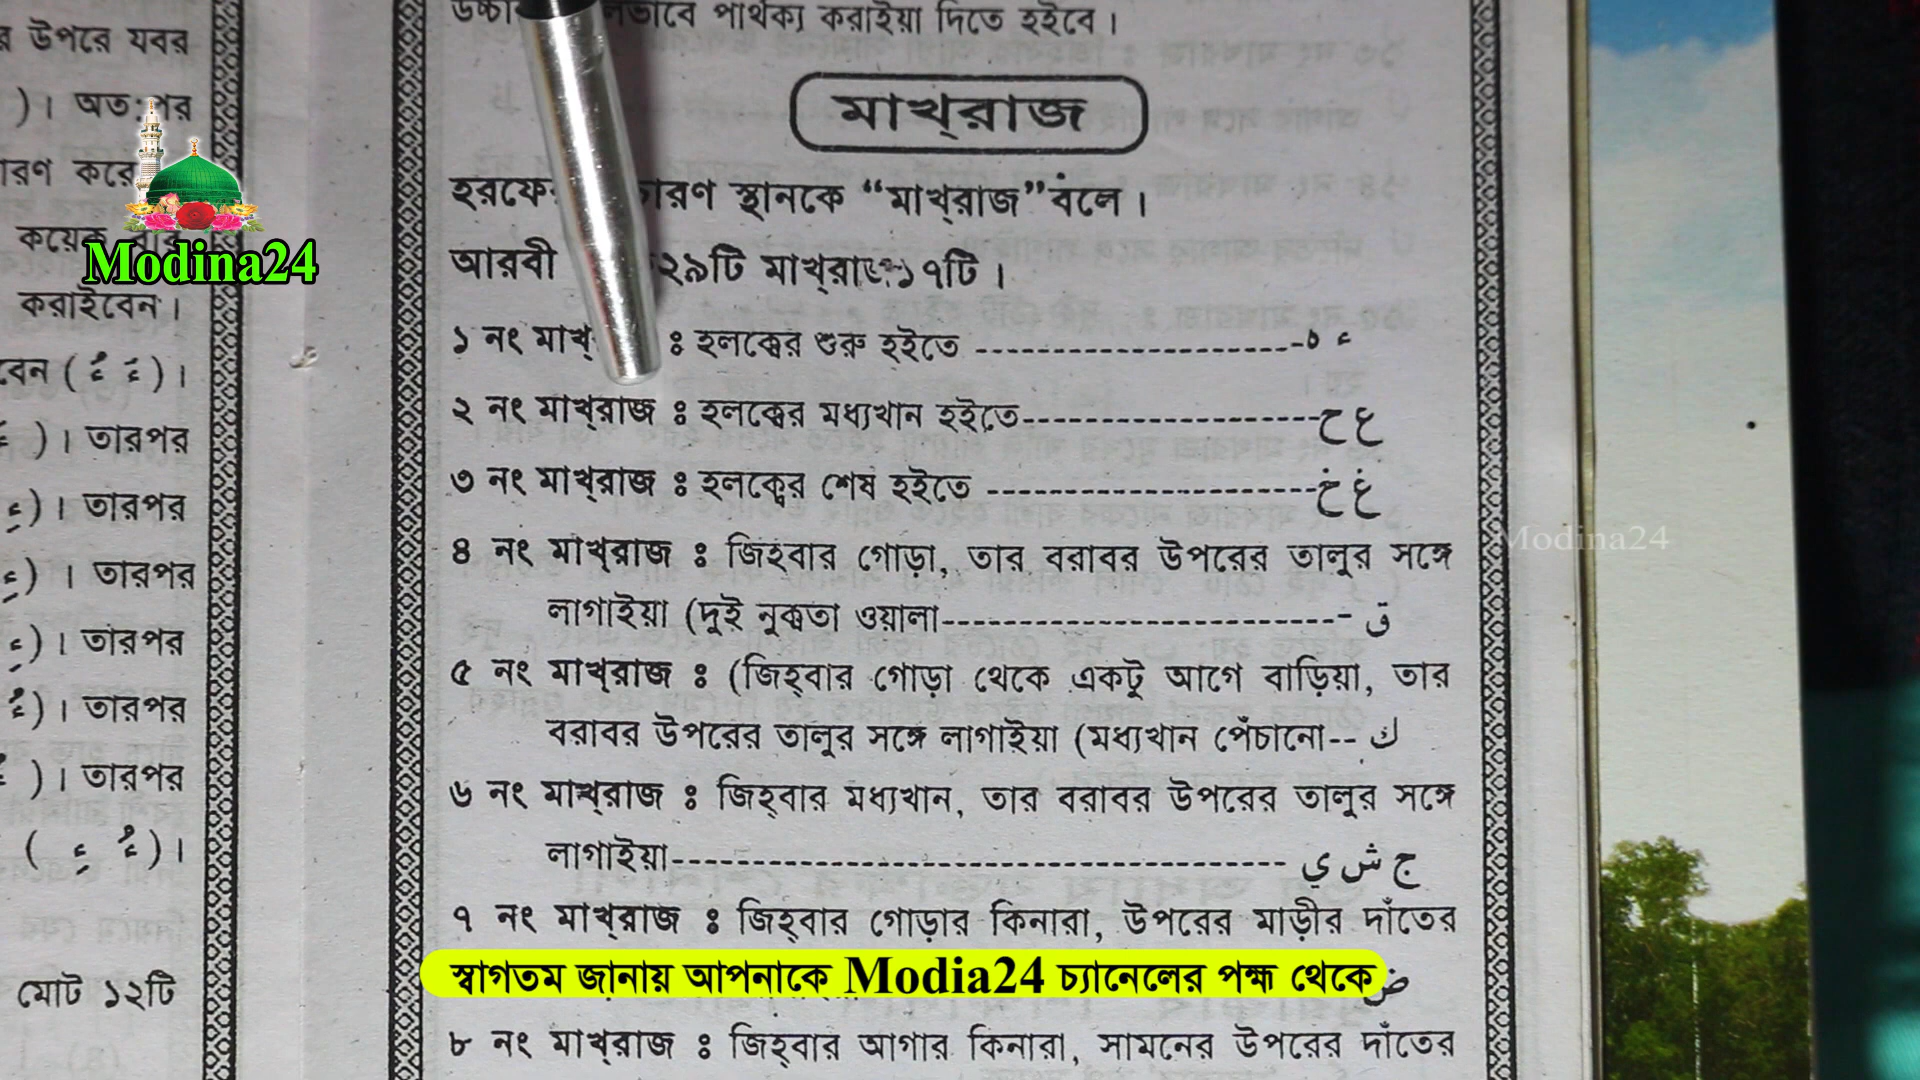 র উপরে যবর
)। অত:পর
রণ করে
কয়েক বার
করাইবেন।
বেন ( ءُ ءَ )।
)। তারপর
ءِ)। তারপর
ءِ) । তারপর
ءِ)। তারপর
ءُ)। তারপর
)। তারপর
( ءِ ءُ )।
মোট ১২টি
Modina24
ভাবে পার্থক্য করাইয়া দিতে হইবে।
মাখ্‌রাজ
স্থানকে “মাখ্‌রাজ” বলে।
আরবী ২৯টি মাখ্‌রাজ ১৭টি।
১ নং মাখ্‌ : হলক্বের শুরু হইতে ----------------------ء ه
২ নং মাখ্‌রাজ : হলক্বের মধ্যখান হইতে-------------------ع ح
৩ নং মাখ্‌রাজ : হলক্বের শেষ হইতে ----------------------غ خ
৪ নং মাখ্‌রাজ : জিহ্‌বার গোড়া, তার বরাবর উপরের তালুর সঙ্গে
লাগাইয়া (দুই নুক্বতা ওয়ালা-------------------------- ق
৫ নং মাখ্‌রাজ : (জিহ্‌বার গোড়া থেকে একটু আগে বাড়িয়া, তার
বরাবর উপরের তালুর সঙ্গে লাগাইয়া (মধ্যখান পেঁচানো-- ك
৬ নং মাখ্‌রাজ : জিহ্‌বার মধ্যখান, তার বরাবর উপরের তালুর সঙ্গে
লাগাইয়া--------------------------------------- ج ش ي
৭ নং মাখ্‌রাজ : জিহ্‌বার গোড়ার কিনারা, উপরের মাড়ীর দাঁতের
স্বাগতম জানায় আপনাকে Modia24 চ্যানেলের পক্ষ থেকে
ض
৮ নং মাখ্‌রাজ : জিহ্‌বার আগার কিনারা, সামনের উপরের দাঁতের
Modina24